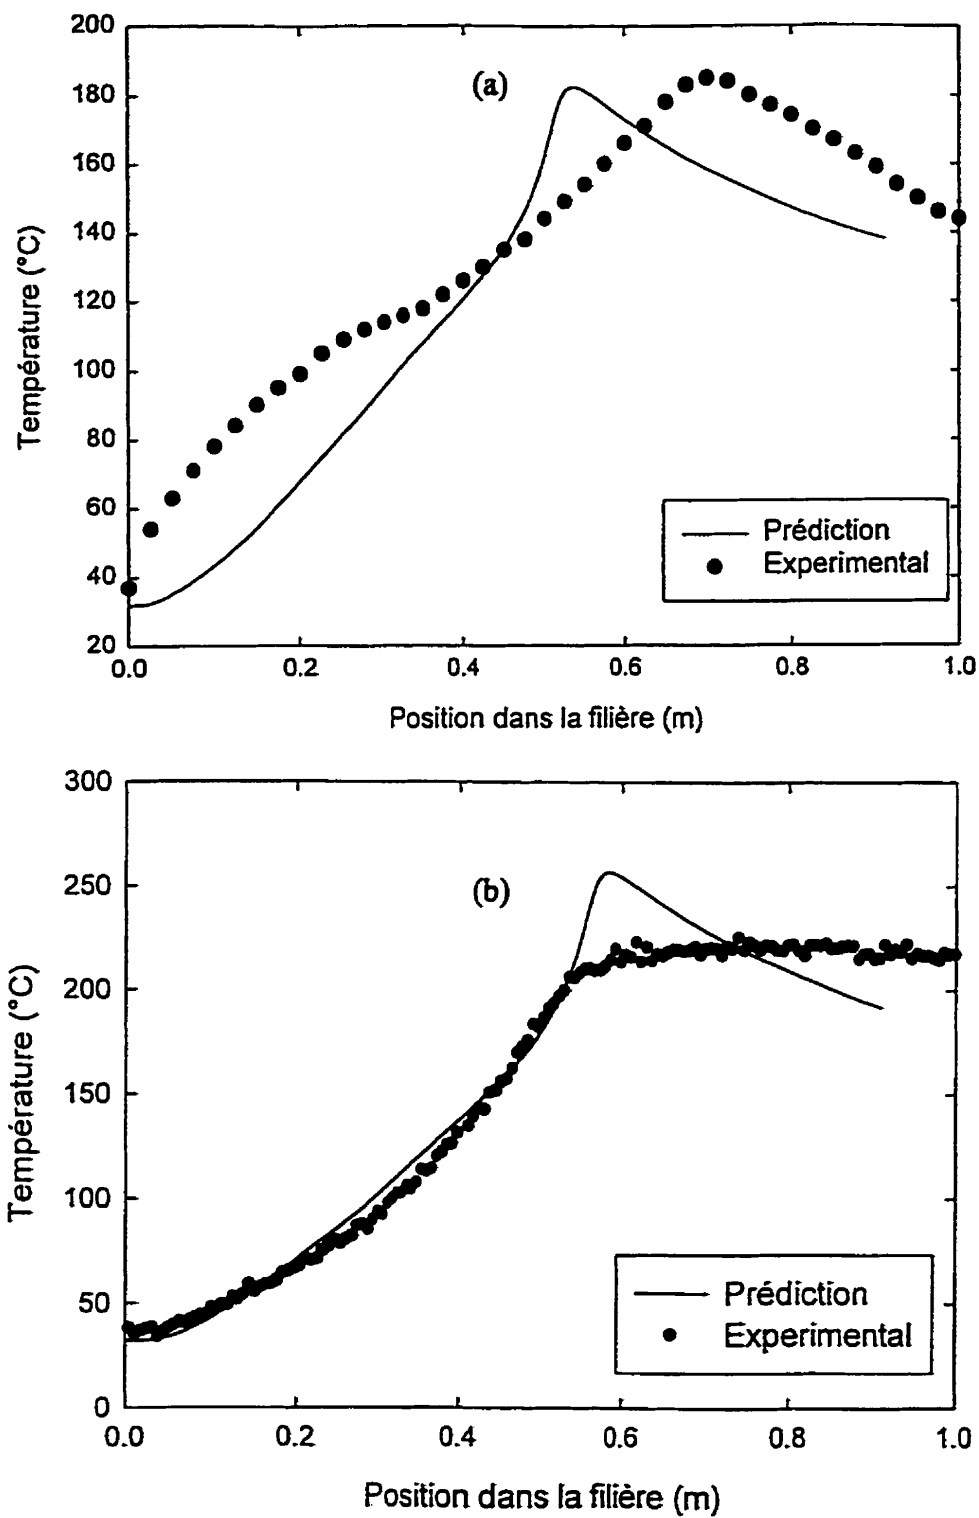 200
(a)
180
160
140
120
100
80
60
40
20
Température (°C)
Prédiction
Experimental
0.0 0.2 0.4 0.6 0.8 1.0
Position dans la filière (m)
300
250
(b)
200
150
100
50
0
Température (°C)
Prédiction
Experimental
0.0 0.2 0.4 0.6 0.8 1.0
Position dans la filière (m)